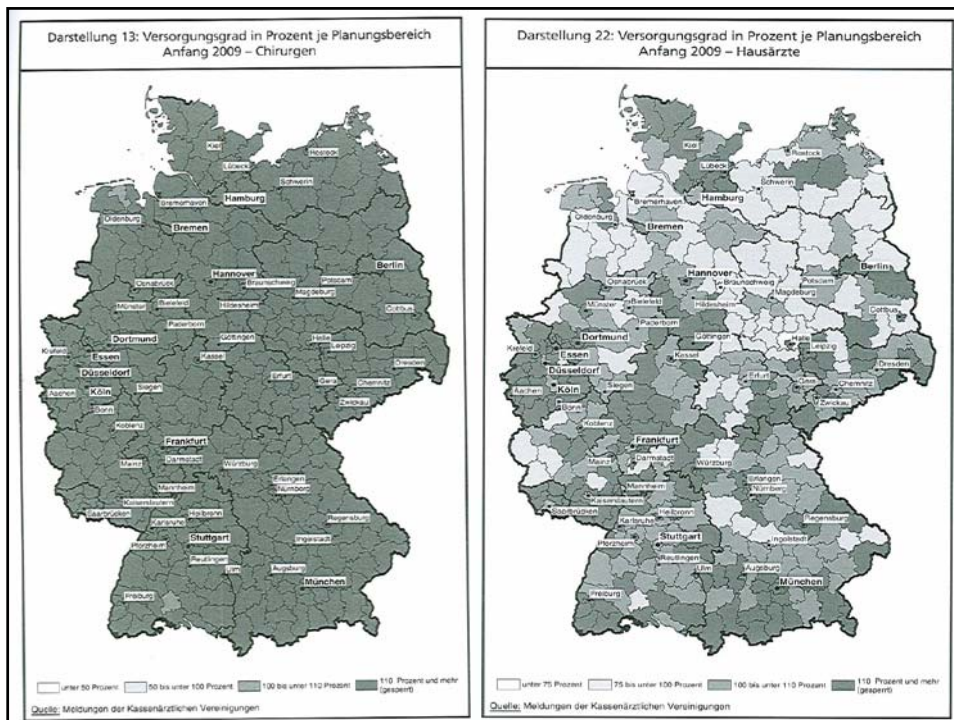 Darstellung 13: Versorgungsgrad in Prozent je Planungsbereich
Anfang 2009 – Chirurgen
Kiel
Rostock
Lübeck
Schwerin
Hamburg
Bremerhaven
Oldenburg
Bremen
Berlin
Hannover
Potsdam
Osnabrück
Braunschweig
Magdeburg
Münster
Bielefeld
Hildesheim
Cottbus
Paderborn
Dortmund
Göttingen
Halle
Leipzig
Krefeld
Essen
Kassel
Dresden
Düsseldorf
Siegen
Erfurt
Gera
Chemnitz
Aachen
Köln
Zwickau
Bonn
Koblenz
Frankfurt
Mainz
Darmstadt
Würzburg
Erlangen
Mannheim
Nürnberg
Kaiserslautern
Saarbrücken
Heilbronn
Regensburg
Karlsruhe
Pforzheim
Stuttgart
Ingolstadt
Reutlingen
Ulm
Augsburg
München
Freiburg
unter 50 Prozent
50 bis unter 100 Prozent
100 bis unter 110 Prozent
110 Prozent und mehr
(gesperrt)
Quelle: Meldungen der Kassenärztlichen Vereinigungen
Darstellung 22: Versorgungsgrad in Prozent je Planungsbereich
Anfang 2009 – Hausärzte
Kiel
Rostock
Lübeck
Schwerin
Hamburg
Bremerhaven
Oldenburg
Bremen
Berlin
Hannover
Potsdam
Osnabrück
Braunschweig
Magdeburg
Münster
Bielefeld
Hildesheim
Cottbus
Paderborn
Dortmund
Göttingen
Halle
Leipzig
Krefeld
Essen
Kassel
Dresden
Düsseldorf
Siegen
Erfurt
Gera
Chemnitz
Aachen
Köln
Zwickau
Bonn
Koblenz
Frankfurt
Mainz
Darmstadt
Würzburg
Erlangen
Mannheim
Nürnberg
Kaiserslautern
Saarbrücken
Heilbronn
Regensburg
Karlsruhe
Pforzheim
Stuttgart
Ingolstadt
Reutlingen
Ulm
Augsburg
München
Freiburg
unter 75 Prozent
75 bis unter 100 Prozent
100 bis unter 110 Prozent
110 Prozent und mehr
(gesperrt)
Quelle: Meldungen der Kassenärztlichen Vereinigungen